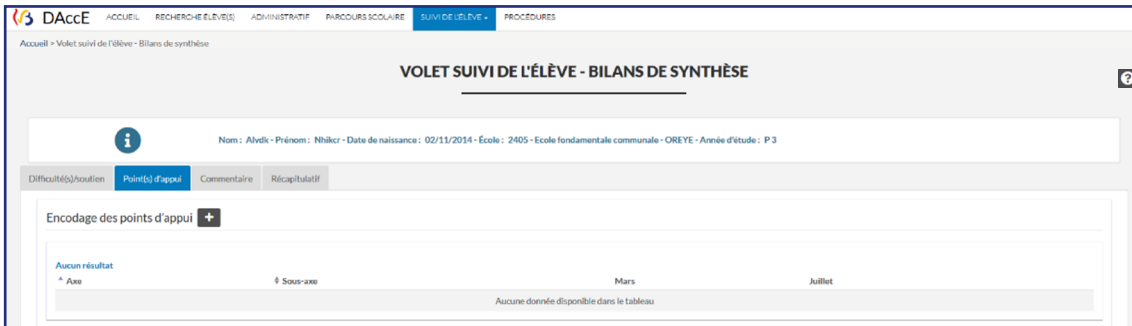 DAccE ACCUEIL RECHERCHE ÉLÈVE(S) ADMINISTRATIF PARCOURS SCOLAIRE SUIVI DE L'ÉLÈVE PROCÉDURES
Accueil > Volet suivi de l'élève - Bilans de synthèse
VOLET SUIVI DE L'ÉLÈVE - BILANS DE SYNTHÈSE
Nom : Alvdk - Prénom : Nhikcr - Date de naissance : 02/11/2014 - École : 2405 - Ecole fondamentale communale - OREYE - Année d'étude : P 3
Difficulté(s)/soutien Point(s) d'appui Commentaire Récapitulatif
Encodage des points d'appui +
Aucun résultat
Axe Sous-axe Mars Juillet
Aucune donnée disponible dans le tableau